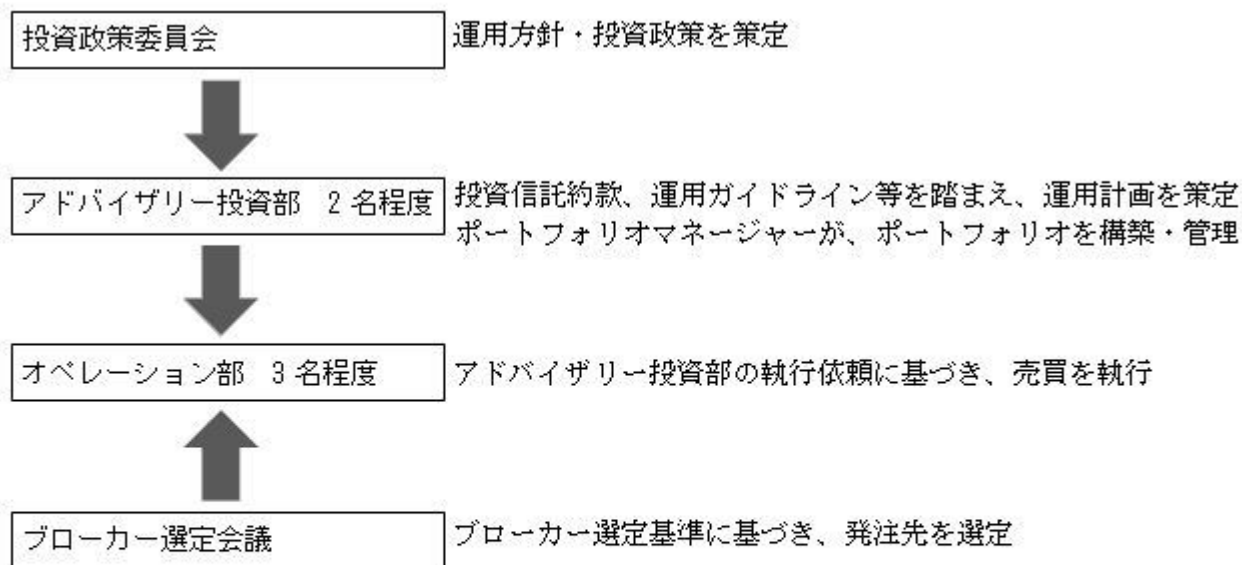 投資政策委員会
運用方針・投資政策を策定
アドバイザリー投資部　2名程度
投資信託約款、運用ガイドライン等を踏まえ、運用計画を策定
ポートフォリオマネージャーが、ポートフォリオを構築・管理
オペレーション部　3名程度
アドバイザリー投資部の執行依頼に基づき、売買を執行
ブローカー選定会議
ブローカー選定基準に基づき、発注先を選定